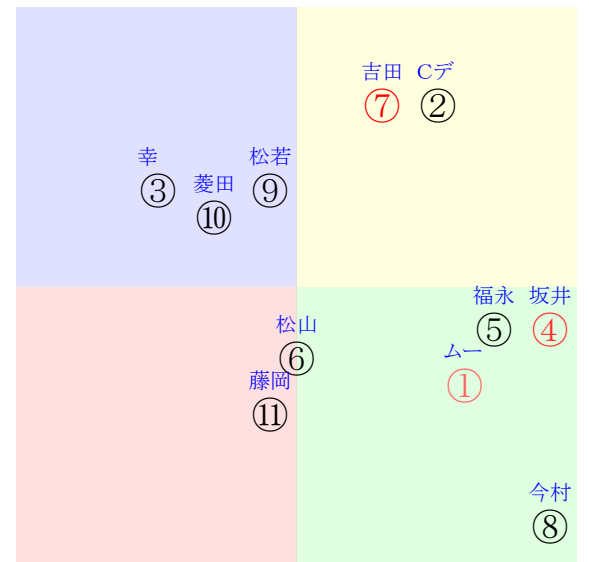 吉田 Cデ
⑦ ②
幸 菱田 松若
③ ⑩ ⑨
福永 坂井
⑤ ④
松山 ムー
⑥ ①
藤岡
⑪
今村
⑧